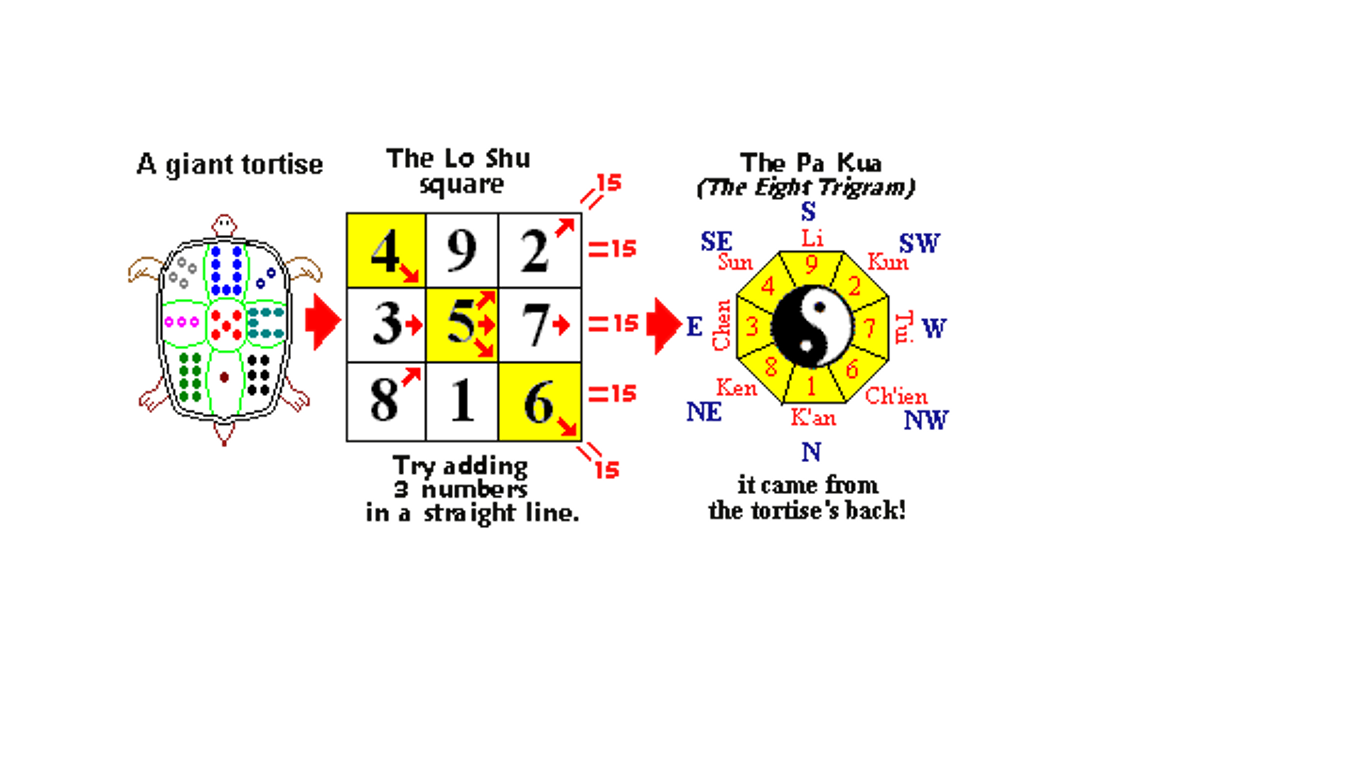 A giant tortise
The Lo Shu
square
4 9 2
3 5 7
8 1 6
=15
=15
=15
=15
=15
Try adding
3 numbers
in a straight line.
The Pa Kua
(The Eight Trigram)
S
SE
SW
Li
Sun
Kun
9
4
2
E
Chen
3
7
Tui
W
8
6
1
Ken
Ch'ien
K'an
NE
NW
N
it came from
the tortise's back!